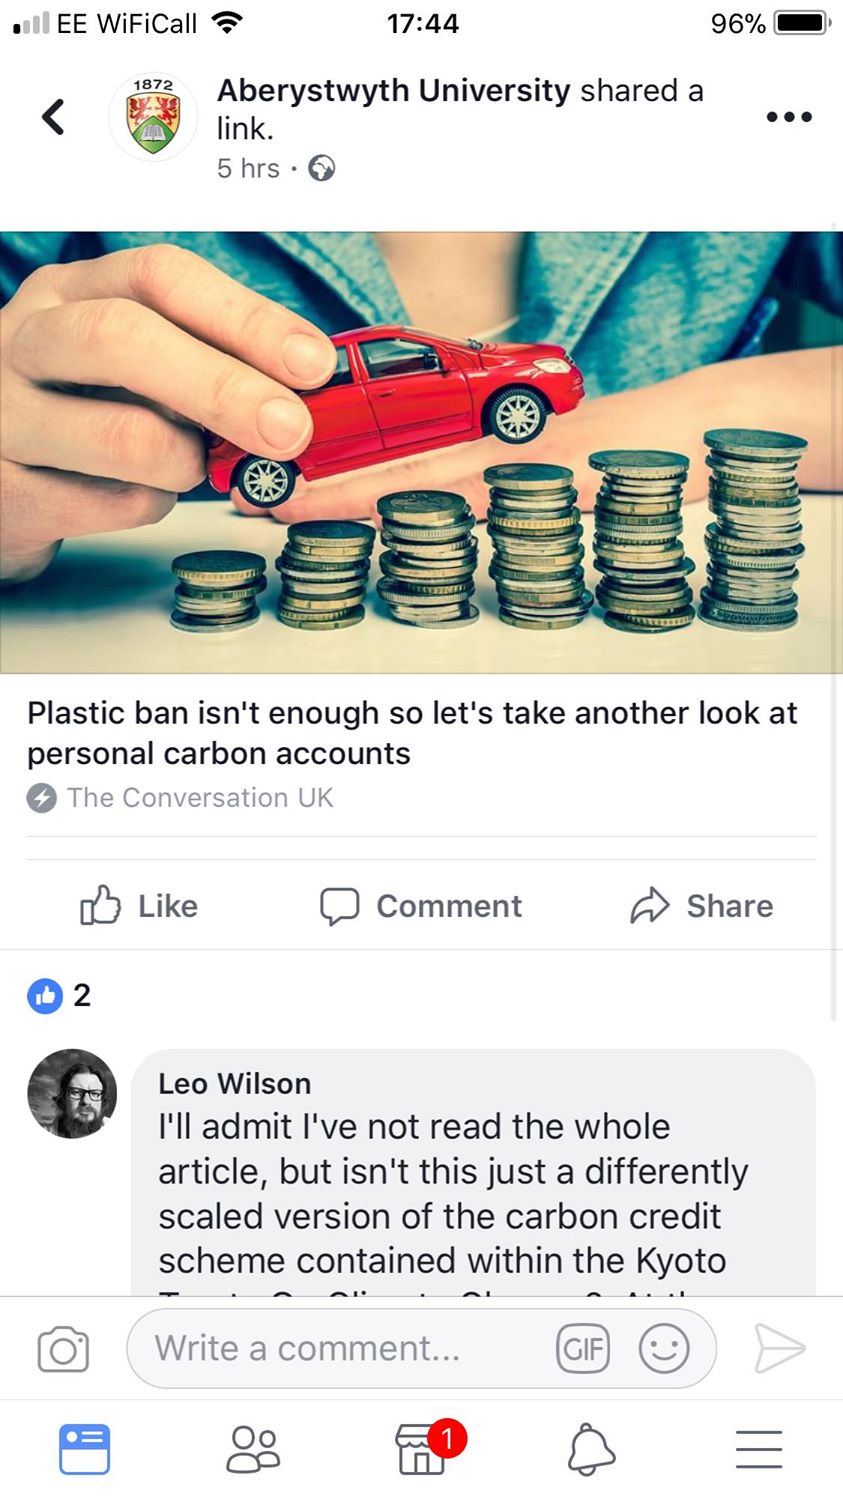 EE WiFiCall 17:44 96%
1872
Aberystwyth University shared a
link.
5 hrs ·
Plastic ban isn't enough so let's take another look at
personal carbon accounts
The Conversation UK
Like Comment Share
2
Leo Wilson
I'll admit I've not read the whole
article, but isn't this just a differently
scaled version of the carbon credit
scheme contained within the Kyoto
Write a comment... GIF
1